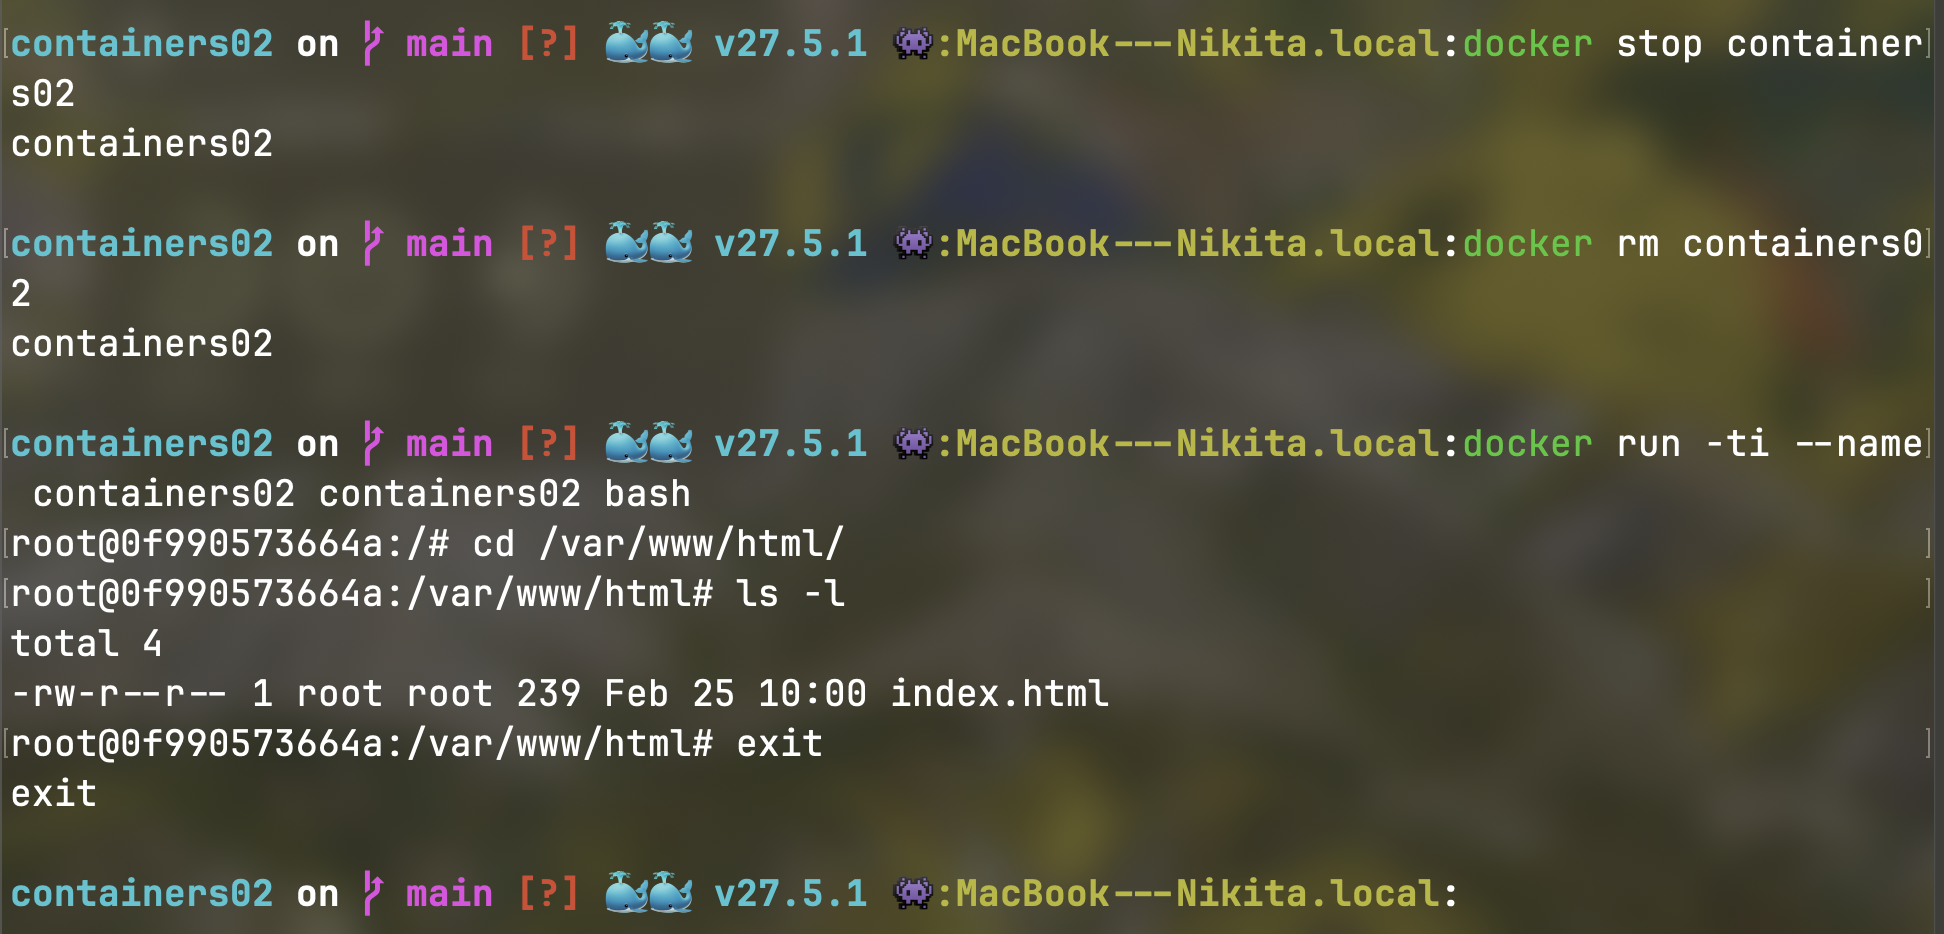 containers02 on main [?] 🐳🐳 v27.5.1 👾:MacBook---Nikita.local:docker stop container
s02
containers02
containers02 on main [?] 🐳🐳 v27.5.1 👾:MacBook---Nikita.local:docker rm containers0
2
containers02
containers02 on main [?] 🐳🐳 v27.5.1 👾:MacBook---Nikita.local:docker run -ti --name
containers02 containers02 bash
root@0f990573664a:/# cd /var/www/html/
root@0f990573664a:/var/www/html# ls -l
total 4
-rw-r--r-- 1 root root 239 Feb 25 10:00 index.html
root@0f990573664a:/var/www/html# exit
exit
containers02 on main [?] 🐳🐳 v27.5.1 👾:MacBook---Nikita.local: